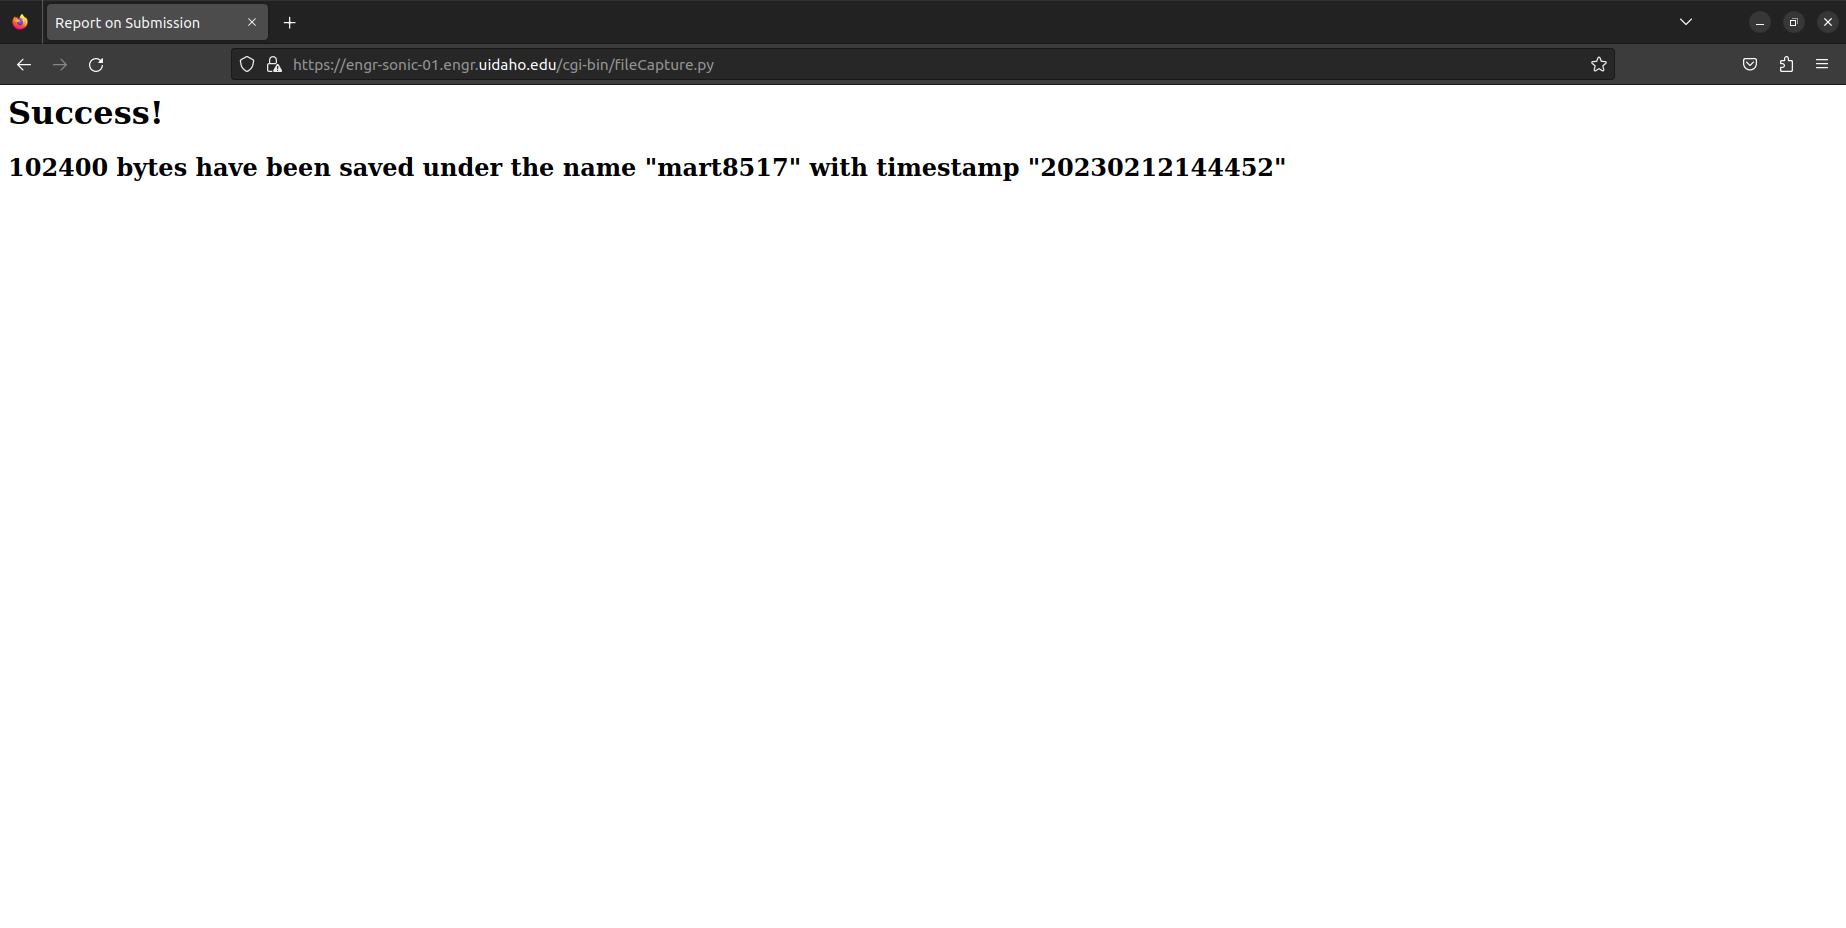 Report on Submission
https://engr-sonic-01.engr.uidaho.edu/cgi-bin/fileCapture.py
Success!
102400 bytes have been saved under the name "mart8517" with timestamp "20230212144452"